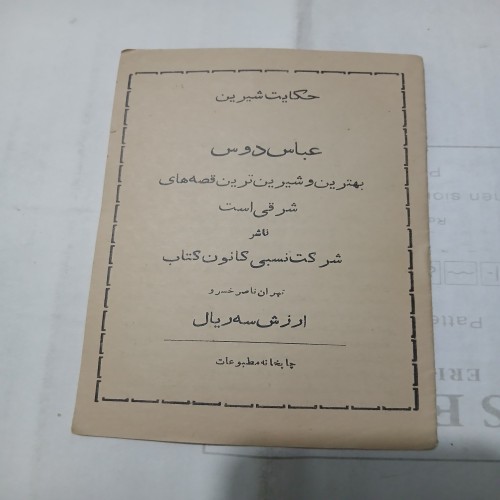 حکایت شیرین
عباس دوس
بهترین و شیرین ترین قصه های
شرقی است
ناشر
شرکت نسبی کانون کتاب
تهران ناصر خسرو
ارزش سه ریال
چاپخانه مطبوعات